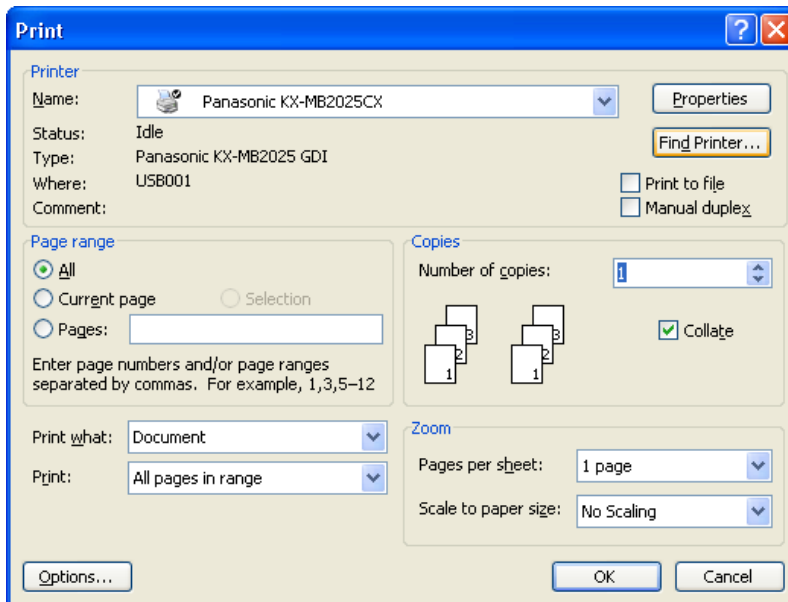 Print
Printer
Name: Panasonic KX-MB2025CX Properties
Status: Idle
Find Printer...
Type: Panasonic KX-MB2025 GDI
Where: USB001
Print to file
Comment:
Manual duplex
Page range
All
Current page Selection
Pages:
Enter page numbers and/or page ranges
separated by commas. For example, 1,3,5–12
Copies
Number of copies: 1
3 3
2 2
1 1
Collate
Print what: Document
Print: All pages in range
Zoom
Pages per sheet: 1 page
Scale to paper size: No Scaling
Options... OK Cancel